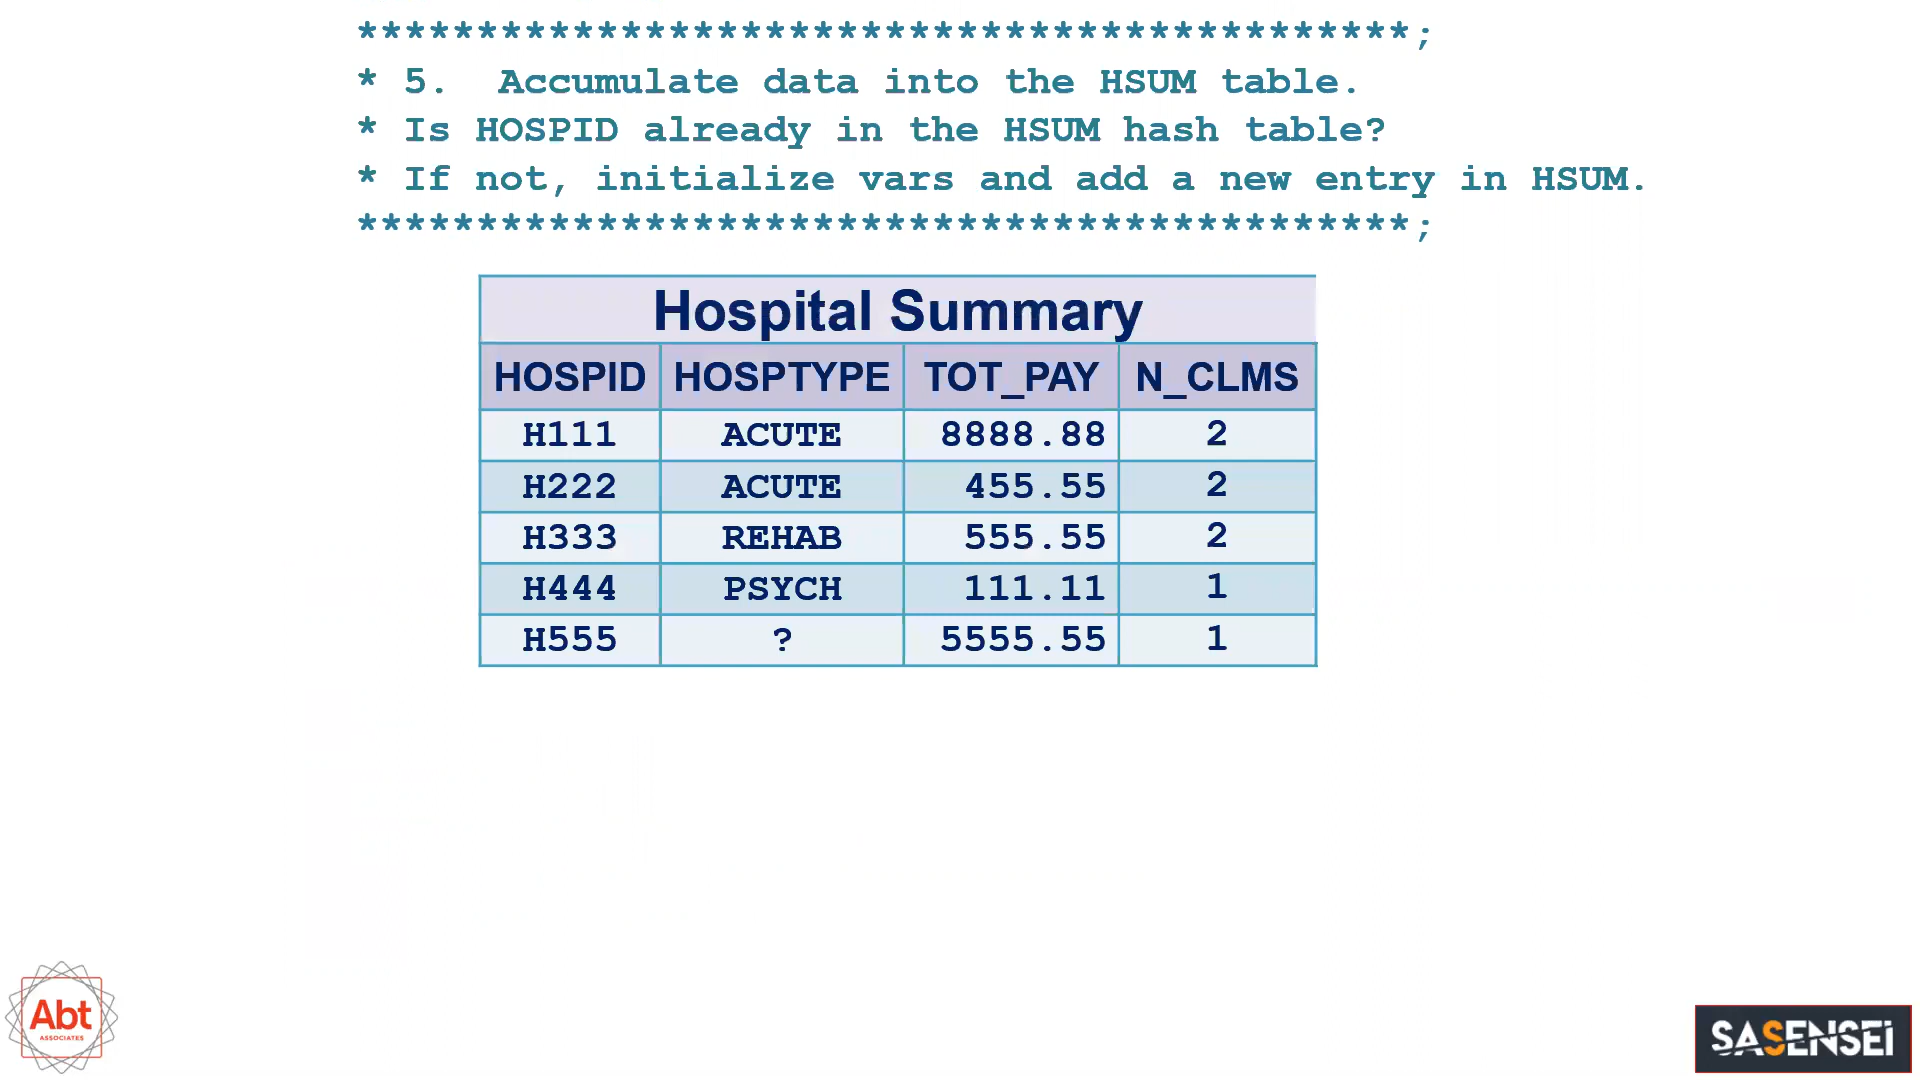 ********************************************;
* 5.  Accumulate data into the HSUM table.
* Is HOSPID already in the HSUM hash table?
* If not, initialize vars and add a new entry in HSUM.
********************************************;
Hospital Summary
HOSPID HOSPTYPE TOT_PAY N_CLMS
H111 ACUTE 8888.88 2
H222 ACUTE 455.55 2
H333 REHAB 555.55 2
H444 PSYCH 111.11 1
H555 ? 5555.55 1
Abt
ASSOCIATES
SASENSEI